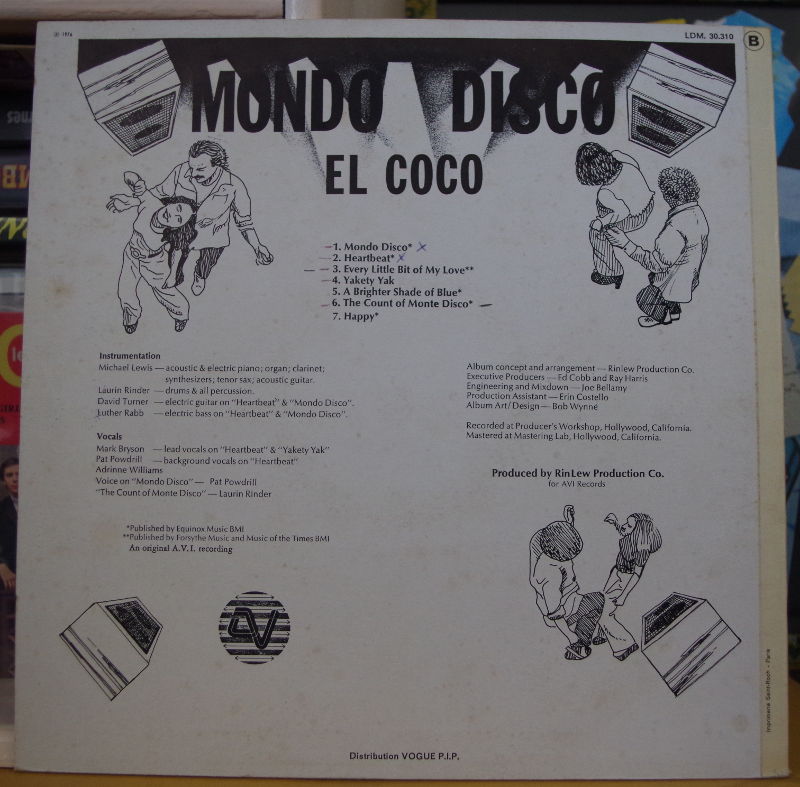 ℗ 1976
LDM. 30.310
B
MONDO DISCO
EL COCO
1. Mondo Disco*
2. Heartbeat*
3. Every Little Bit of My Love**
4. Yakety Yak
5. A Brighter Shade of Blue*
6. The Count of Monte Disco*
7. Happy*
Instrumentation
Michael Lewis — acoustic & electric piano; organ; clarinet;
synthesizers; tenor sax; acoustic guitar.
Laurin Rinder — drums & all percussion.
David Turner — electric guitar on "Heartbeat" & "Mondo Disco".
Luther Rabb — electric bass on "Heartbeat" & "Mondo Disco".
Vocals
Mark Bryson — lead vocals on "Heartbeat" & "Yakety Yak"
Pat Powdrill — background vocals on "Heartbeat"
Adrinne Williams
Voice on "Mondo Disco" — Pat Powdrill
"The Count of Monte Disco" — Laurin Rinder
*Published by Equinox Music BMI
**Published by Forsythe Music and Music of the Times BMI
An original A.V.I. recording
Album concept and arrangement — Rinlew Production Co.
Executive Producers — Ed Cobb and Ray Harris
Engineering and Mixdown — Joe Bellamy
Production Assistant — Erin Costello
Album Art/Design — Bob Wynne
Recorded at Producer's Workshop, Hollywood, California.
Mastered at Mastering Lab, Hollywood, California.
Produced by RinLew Production Co.
for AVI Records
Distribution VOGUE P.I.P.
Imprimerie Saint-Roch - Paris